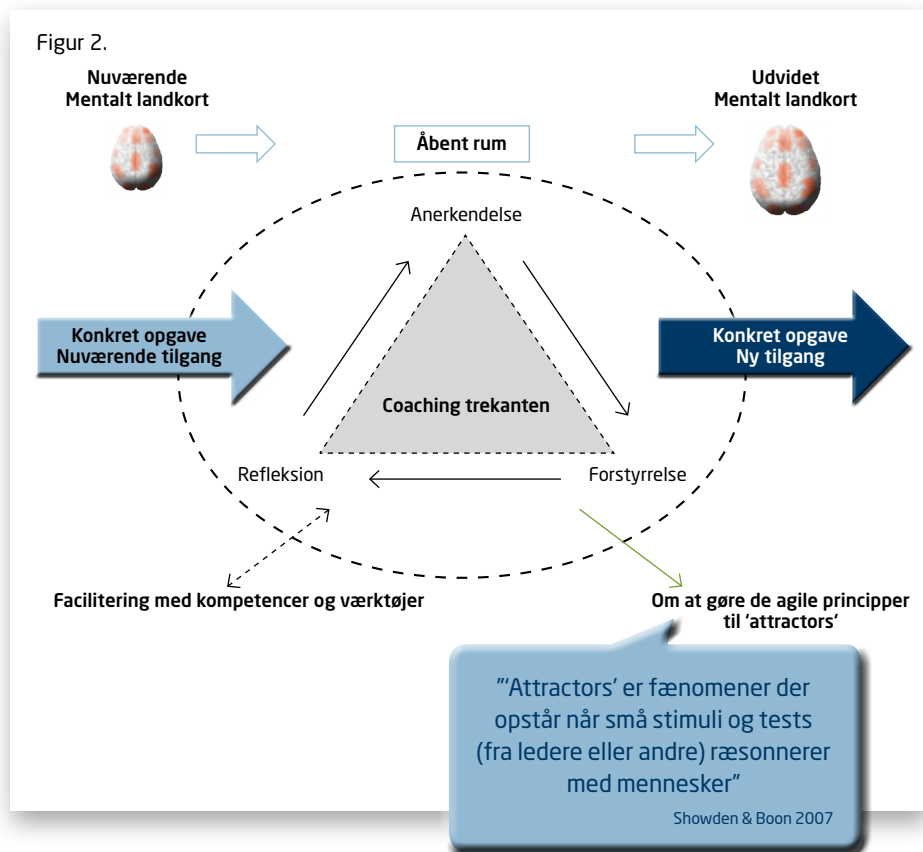 Figur 2.
Nuværende
Mentalt landkort
Udvidet
Mentalt landkort
Åbent rum
Anerkendelse
Konkret opgave
Nuværende tilgang
Konkret opgave
Ny tilgang
Coaching trekanten
Refleksion
Forstyrrelse
Facilitering med kompetencer og værktøjer
Om at gøre de agile principper
til ‘attractors’
”‘Attractors’ er fænomener der
opstår når små stimuli og tests
(fra ledere eller andre) ræsonnerer
med mennesker”
Showden & Boon 2007